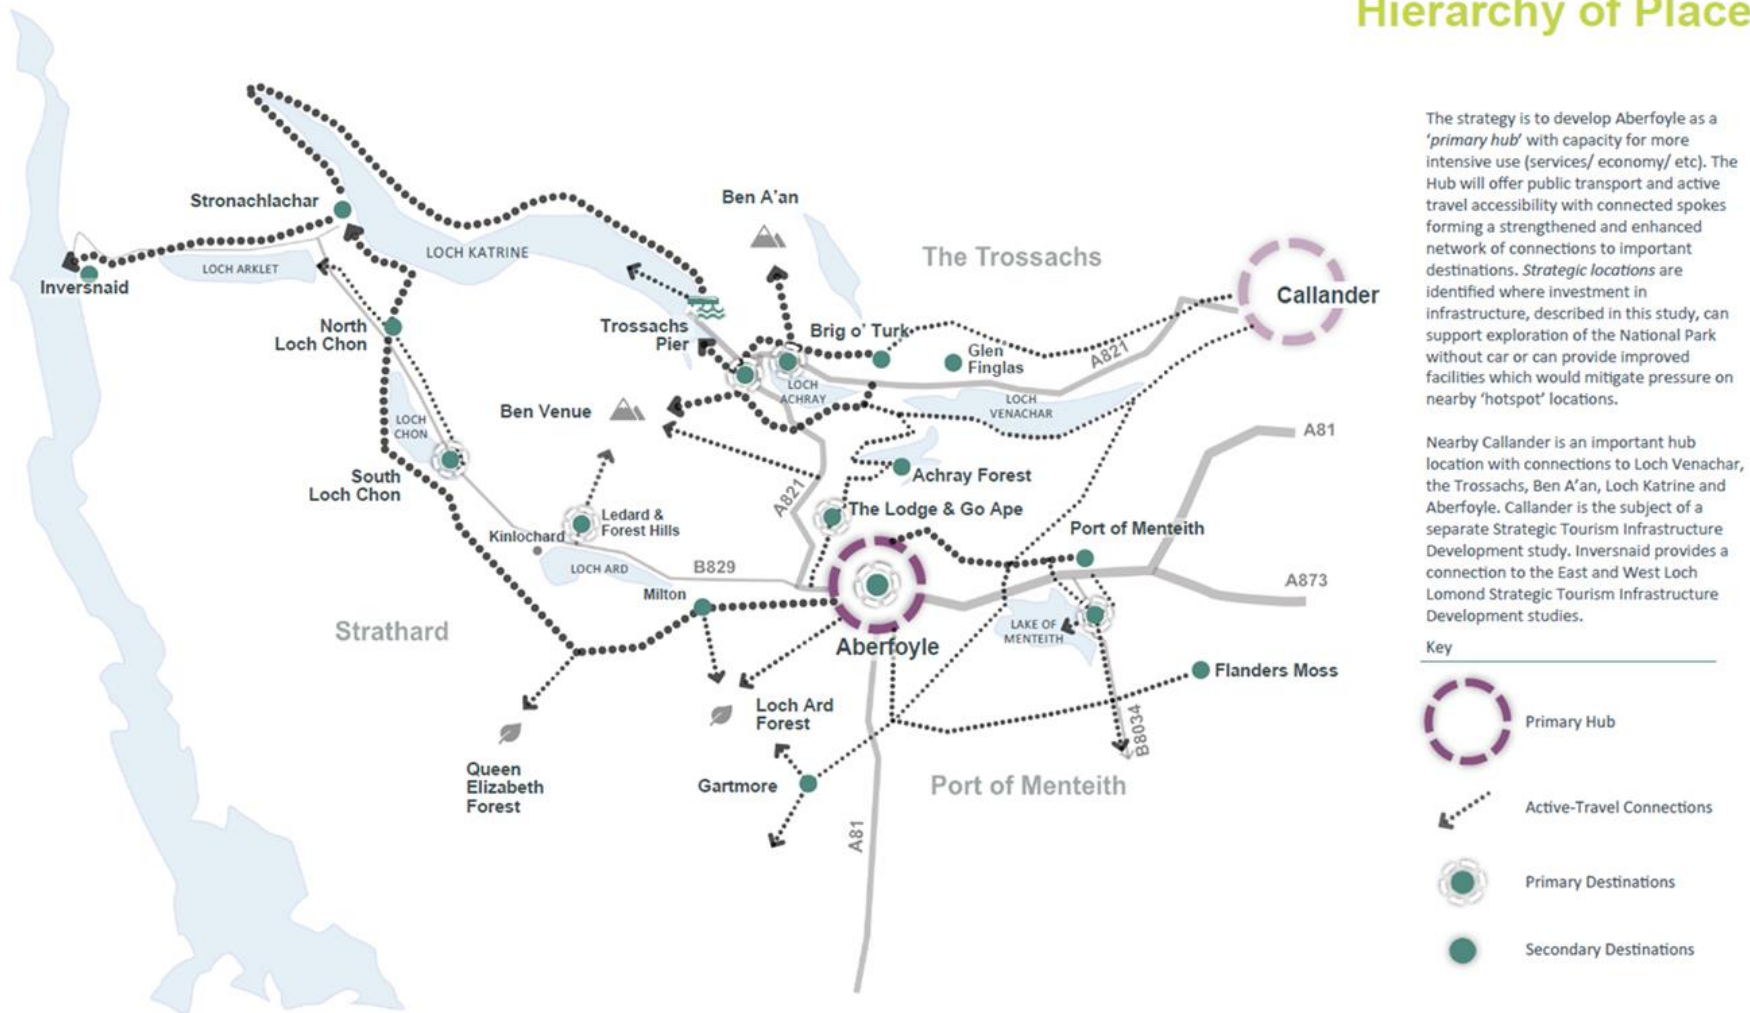 Hierarchy of Place
The strategy is to develop Aberfoyle as a
'primary hub' with capacity for more
intensive use (services/ economy/ etc). The
Hub will offer public transport and active
travel accessibility with connected spokes
forming a strengthened and enhanced
network of connections to important
destinations. Strategic locations are
identified where investment in
infrastructure, described in this study, can
support exploration of the National Park
without car or can provide improved
facilities which would mitigate pressure on
nearby 'hotspot' locations.
Nearby Callander is an important hub
location with connections to Loch Venachar,
the Trossachs, Ben A'an, Loch Katrine and
Aberfoyle. Callander is the subject of a
separate Strategic Tourism Infrastructure
Development study. Inversnaid provides a
connection to the East and West Loch
Lomond Strategic Tourism Infrastructure
Development studies.
Key
Primary Hub
Active-Travel Connections
Primary Destinations
Secondary Destinations
Stronachlachar
Ben A'an
LOCH KATRINE
The Trossachs
LOCH ARKLET
Inversnaid
Callander
North
Loch Chon
Trossachs
Pier
Brig o' Turk
Glen
Finglas
A821
LOCH
ACHRAY
LOCH
VENACHAR
Ben Venue
LOCH
CHON
A81
South
Loch Chon
Achray Forest
A821
The Lodge & Go Ape
Ledard &
Forest Hills
Kinlochard
Port of Menteith
LOCH ARD
B829
A873
Milton
Strathard
LAKE OF
MENTEITH
Aberfoyle
Flanders Moss
Loch Ard
Forest
B8034
Queen
Elizabeth
Forest
Gartmore
Port of Menteith
A81